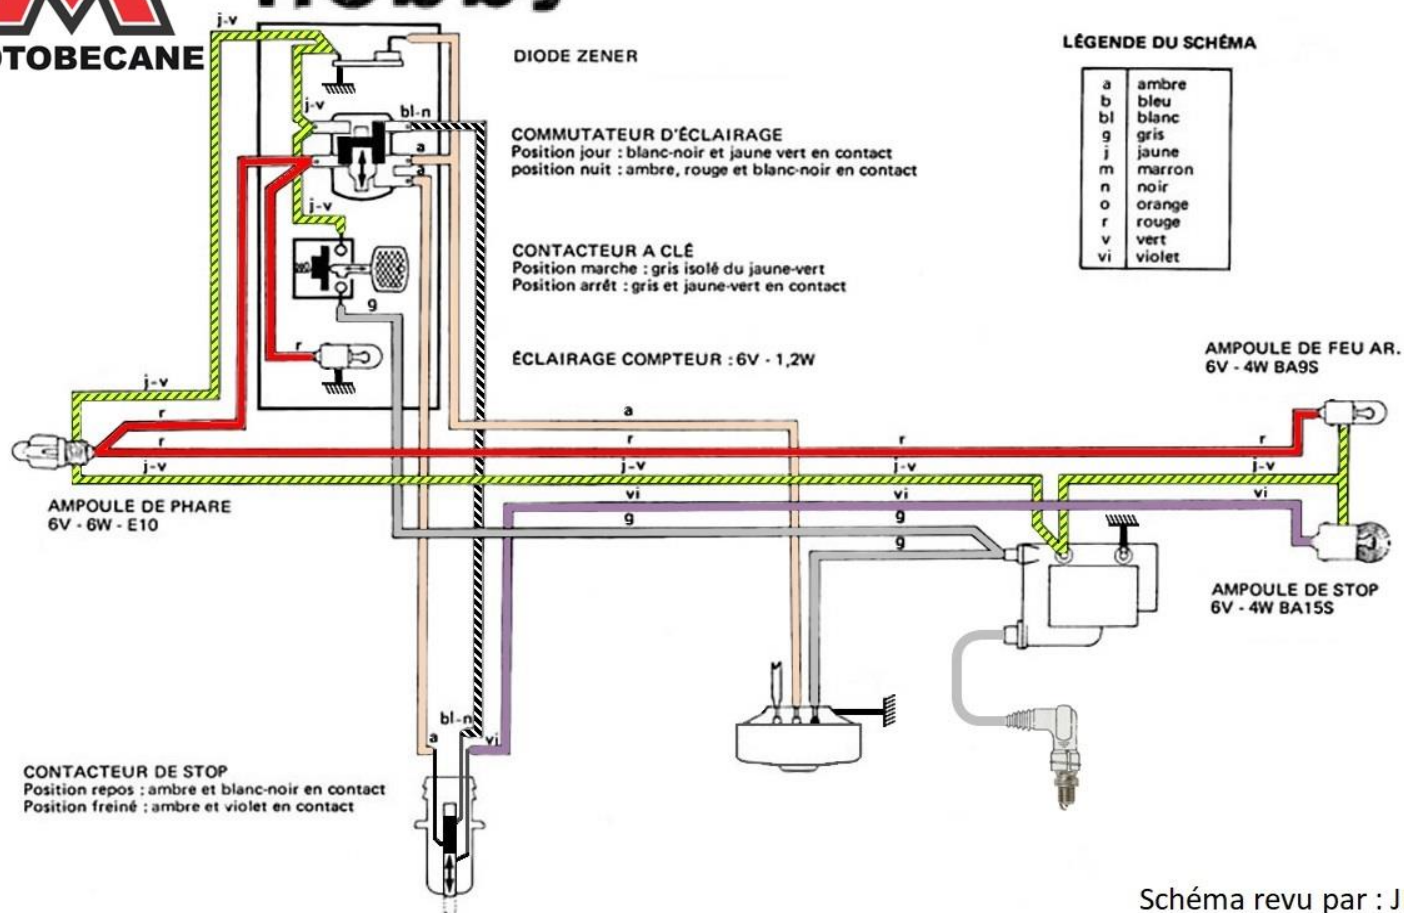 j-v
DIODE ZENER
LÉGENDE DU SCHÉMA
a ambre
b bleu
bl blanc
g gris
j jaune
m marron
n noir
o orange
r rouge
v vert
vi violet
j-v
bl-n
COMMUTATEUR D'ÉCLAIRAGE
Position jour : blanc-noir et jaune vert en contact
position nuit : ambre, rouge et blanc-noir en contact
a
a
j-v
CONTACTEUR A CLÉ
Position marche : gris isolé du jaune-vert
Position arrêt : gris et jaune-vert en contact
g
r
ÉCLAIRAGE COMPTEUR : 6V - 1,2W
AMPOULE DE FEU AR.
6V - 4W BA9S
j-v
r
a
r
r
r
r
j-v
j-v
j-v
j-v
AMPOULE DE PHARE
6V - 6W - E10
vi
vi
vi
g
g
g
AMPOULE DE STOP
6V - 4W BA15S
bl-n
a
vi
CONTACTEUR DE STOP
Position repos : ambre et blanc-noir en contact
Position freiné : ambre et violet en contact
Schéma revu par : J